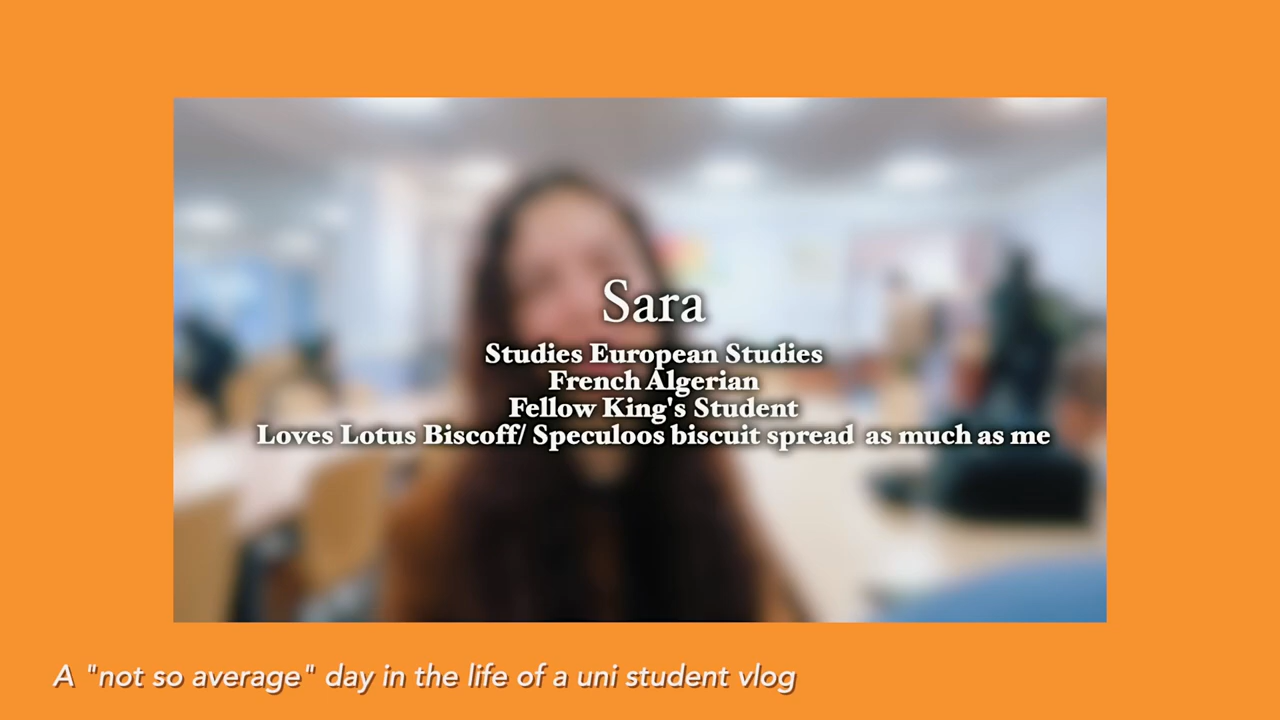 Sara
Studies European Studies
French Algerian
Fellow King's Student
Loves Lotus Biscoff/ Speculoos biscuit spread as much as me
A "not so average" day in the life of a uni student vlog